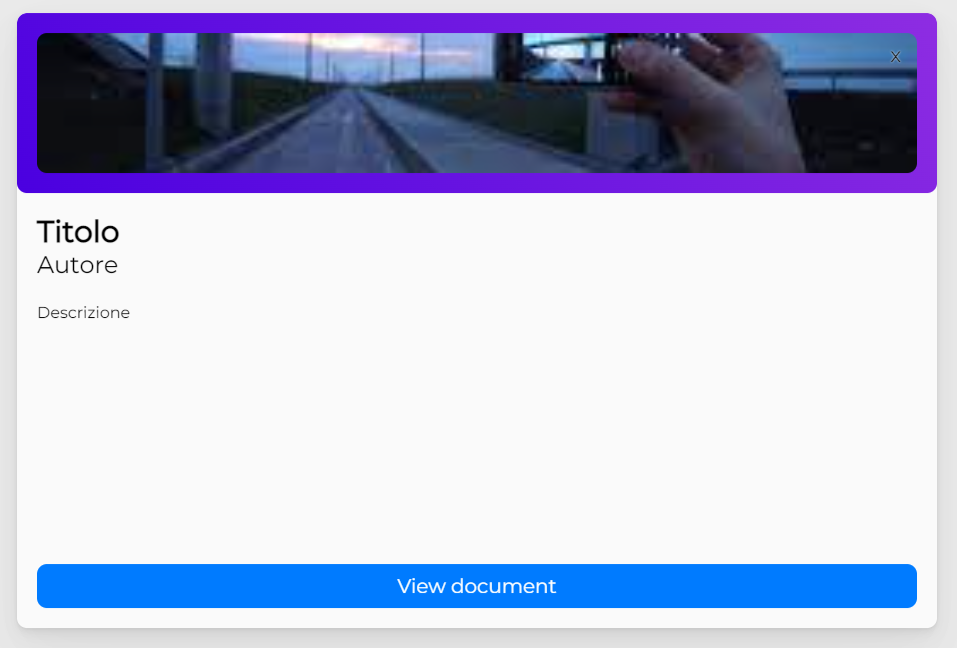 X
Titolo
Autore
Descrizione
View document